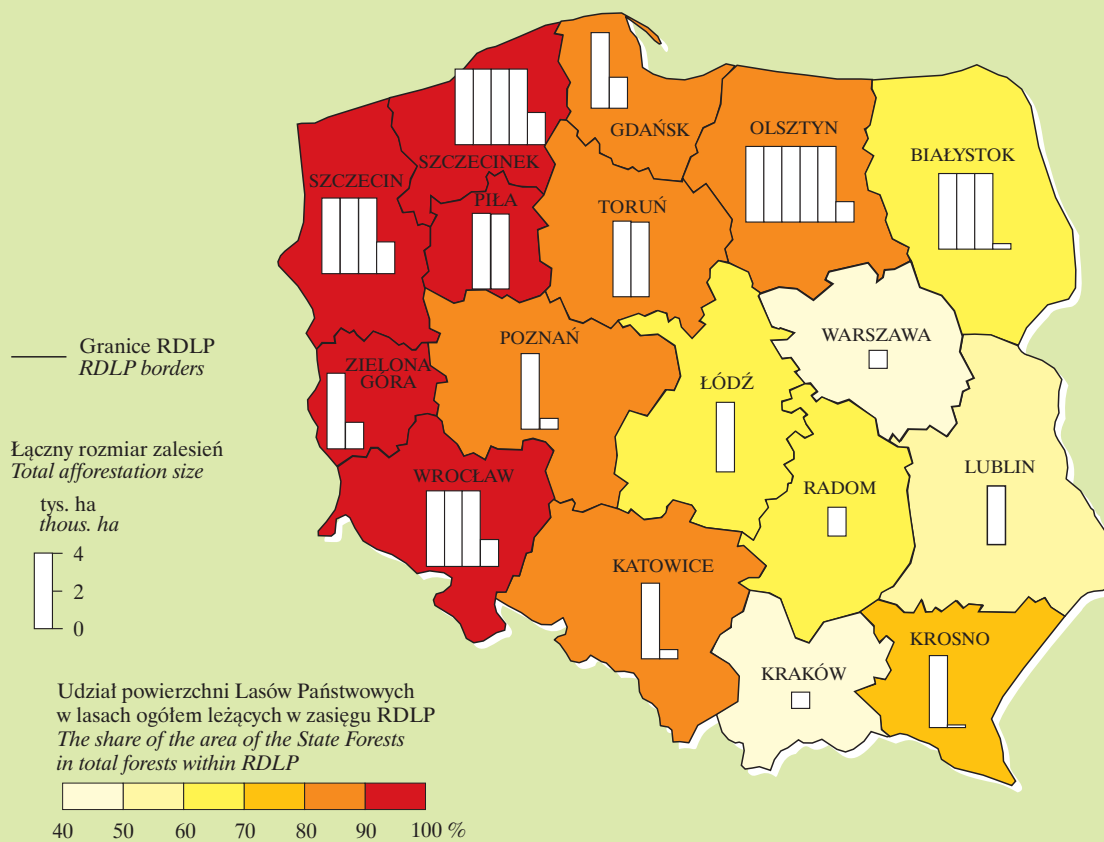 GDAŃSK
OLSZTYN
BIAŁYSTOK
SZCZECINEK
SZCZECIN
PIŁA
TORUŃ
WARSZAWA
POZNAŃ
ZIELONA
GÓRA
ŁÓDŹ
WROCŁAW
LUBLIN
RADOM
KATOWICE
KROSNO
KRAKÓW
Granice RDLP
RDLP borders
Łączny rozmiar zalesień
Total afforestation size
tys. ha
thous. ha
4
2
0
Udział powierzchni Lasów Państwowych
w lasach ogółem leżących w zasięgu RDLP
The share of the area of the State Forests
in total forests within RDLP
40 50 60 70 80 90 100 %